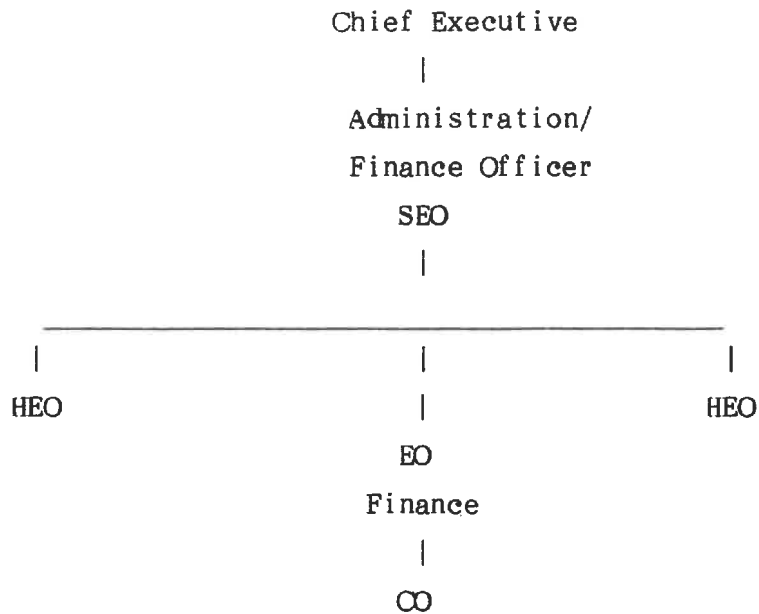 Chief Executive
Administration/
Finance Officer
SEO
HEO
HEO
EO
Finance
CO